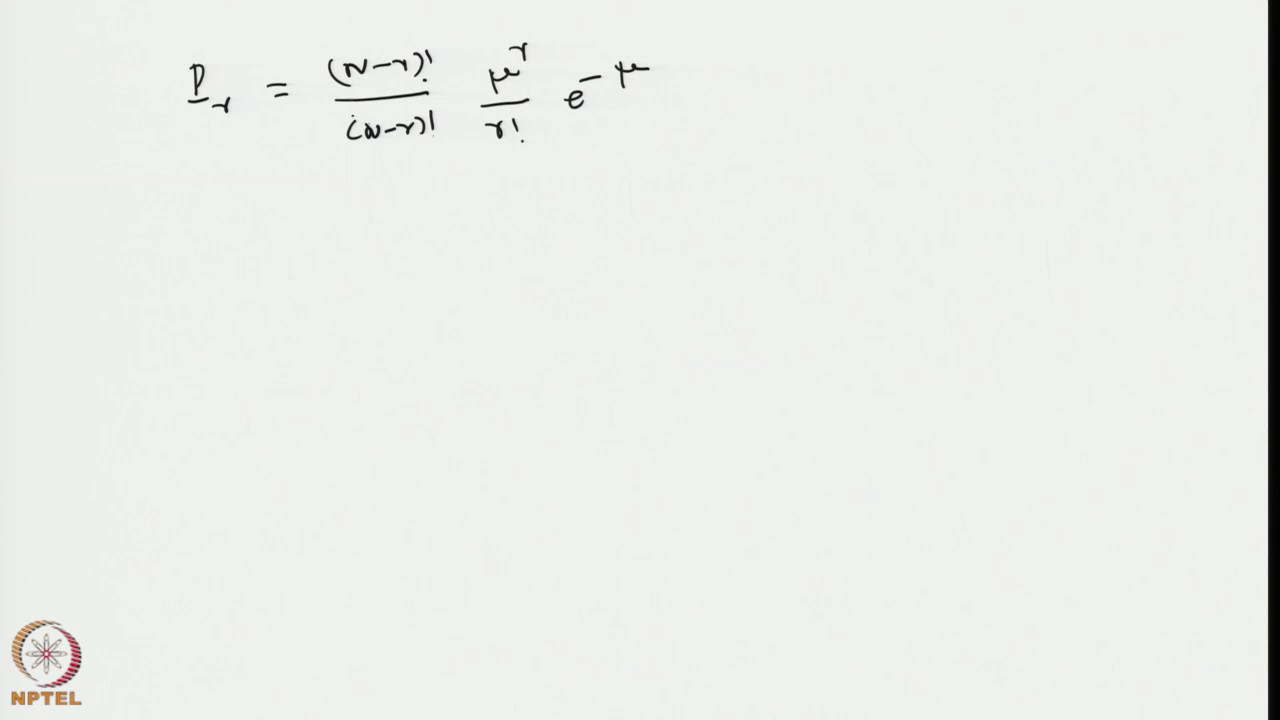 P_r = (N-r)!/(N-r)! μ^r/r! e^-μ
NPTEL